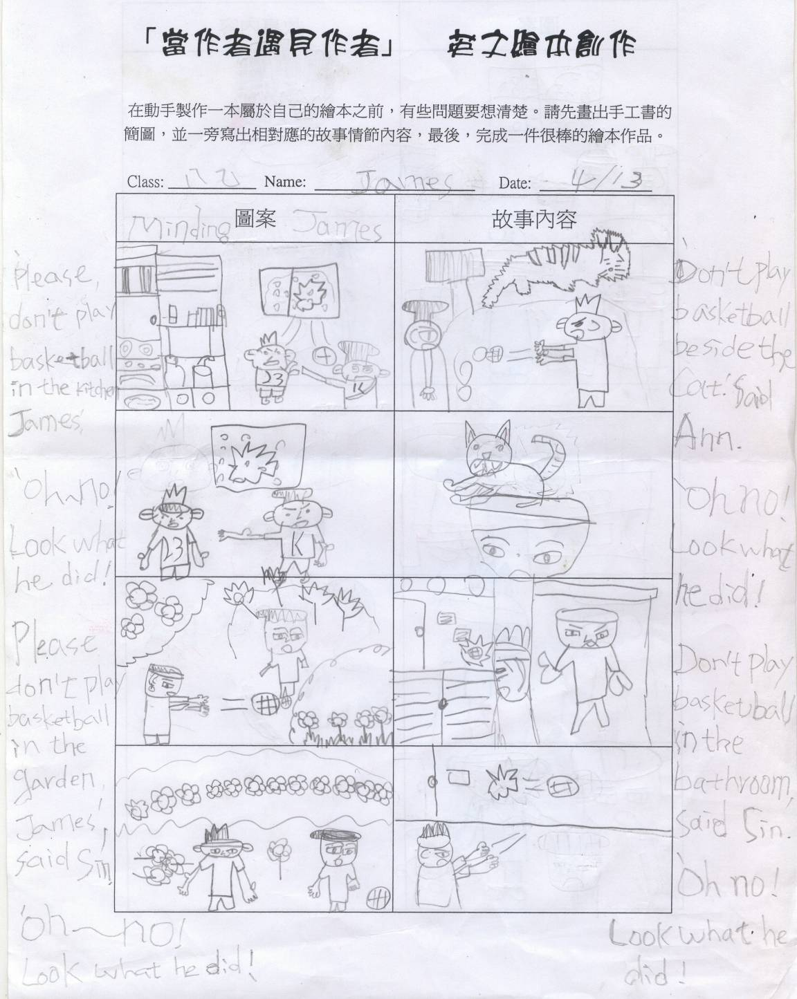 「當作者遇見作者」 英文繪本創作
在動手製作一本屬於自己的繪本之前，有些問題要想清楚。請先畫出手工書的
簡圖，並一旁寫出相對應的故事情節內容，最後，完成一件很棒的繪本作品。
Class: Name: James Date: 4/13
Minding 圖案 James
故事內容
'Please,
don't play
basketball
in the kitchen
James'
23
K
'Oh~no!
Look what
he did!
23
K
Please
don't play
basketball
in the
garden,
James',
said Sin
'Oh~no!
Look what he did!
'Don't play
basketball
beside the
Cat.' Said
Ann.
'Oh no!
Look what
he did!
Don't play
basketball
in the
bathroom,'
said Sin.
'Oh no!
Look what he
did!